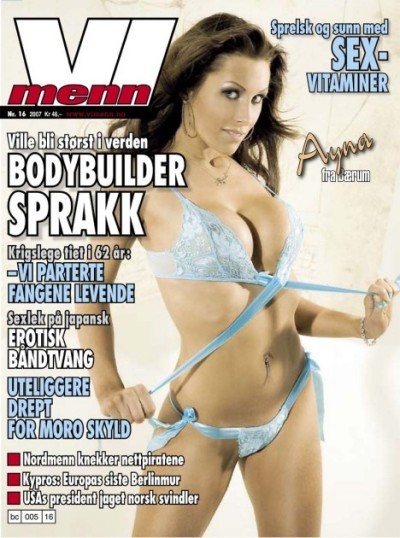 VI
menn
Nr. 16 2007 Kr 46,-
Sprelsk og sunn med
SEX-
VITAMINER
Ayna
fra Bærum
Ville bli størst i verden
BODYBUILDER
SPRAKK
Krigslege tiet i 62 år:
–VI PARTERTE
FANGENE LEVENDE
Sexlek på japansk
EROTISK
BÅNDTVANG
UTELIGGERE
DREPT
FOR MORO SKYLD
Nordmenn knekker nettpiratene
Kypros: Europas siste Berlinmur
USAs president jaget norsk svindler
bc 005 16